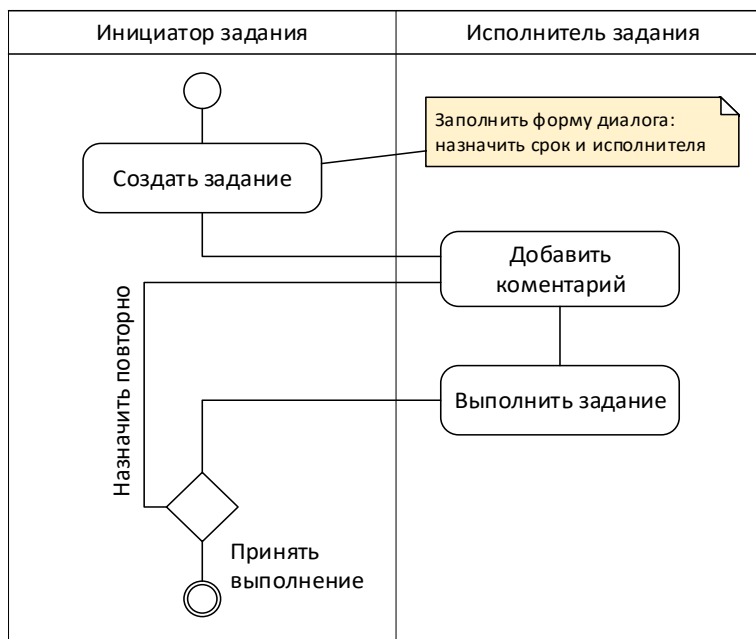 Инициатор задания
Исполнитель задания
Заполнить форму диалога:
назначить срок и исполнителя
Создать задание
Добавить
коментарий
Назначить повторно
Выполнить задание
Принять
выполнение